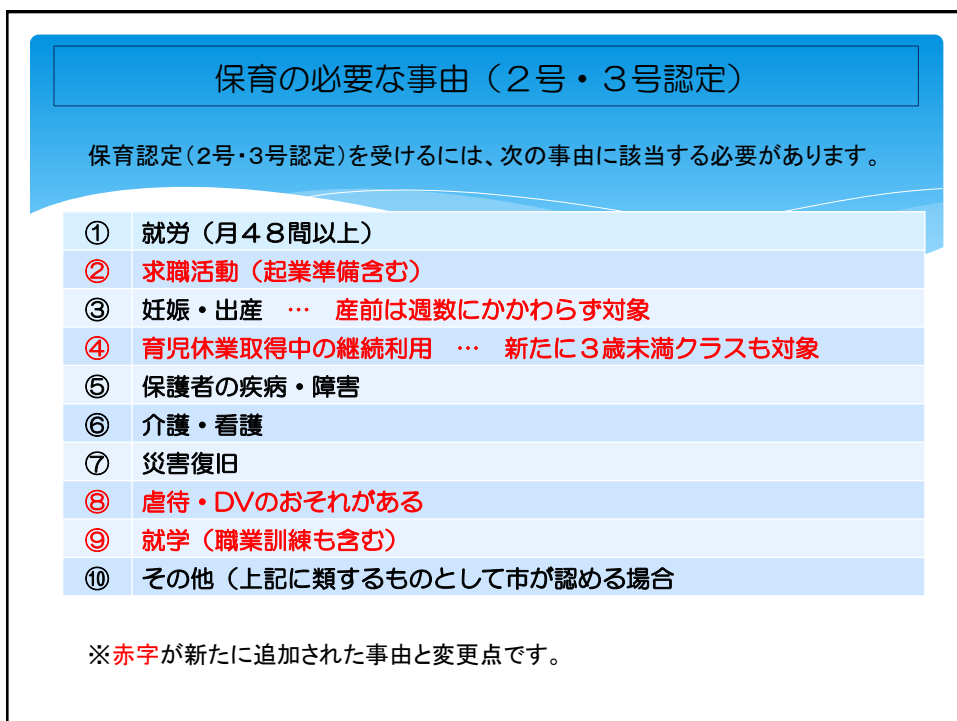 保育の必要な事由（２号・３号認定）
保育認定（２号・３号認定）を受けるには、次の事由に該当する必要があります。
① 就労（月４８間以上）
② 求職活動（起業準備含む）
③ 妊娠・出産　…　産前は週数にかかわらず対象
④ 育児休業取得中の継続利用　…　新たに３歳未満クラスも対象
⑤ 保護者の疾病・障害
⑥ 介護・看護
⑦ 災害復旧
⑧ 虐待・DVのおそれがある
⑨ 就学（職業訓練も含む）
⑩ その他（上記に類するものとして市が認める場合
※赤字が新たに追加された事由と変更点です。